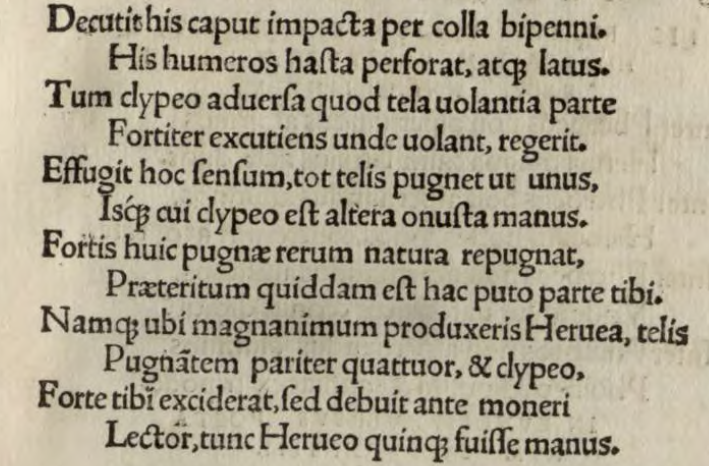 Decutit his caput impacta per colla bipenni.
His humeros haſta perforat, atqꝫ latus.
Tum clypeo aduerſa quod tela uolantia parte
Fortiter excutiens unde uolant, regerit.
Effugit hoc ſenſum, tot telis pugnet ut unus,
Iſqꝫ cui clypeo eſt altera onuſta manus.
Fortis huic pugnæ rerum natura repugnat,
Præteritum quiddam eſt hac puto parte tibi.
Namqꝫ ubi magnanimum produxeris Heruea, telis
Pugnãtem pariter quattuor, & clypeo,
Forte tibi exciderat, ſed debuit ante moneri
Lector, tunc Herueo quinqꝫ fuiſſe manus.